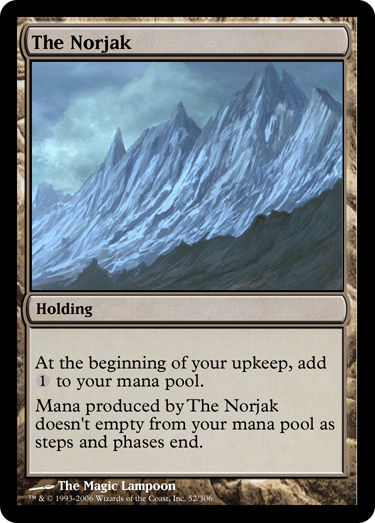 The Norjak
Holding
At the beginning of your upkeep, add
1 to your mana pool.
Mana produced by The Norjak
doesn't empty from your mana pool as
steps and phases end.
The Magic Lampoon
™ & © 1993-2006 Wizards of the Coast, Inc. 52/306